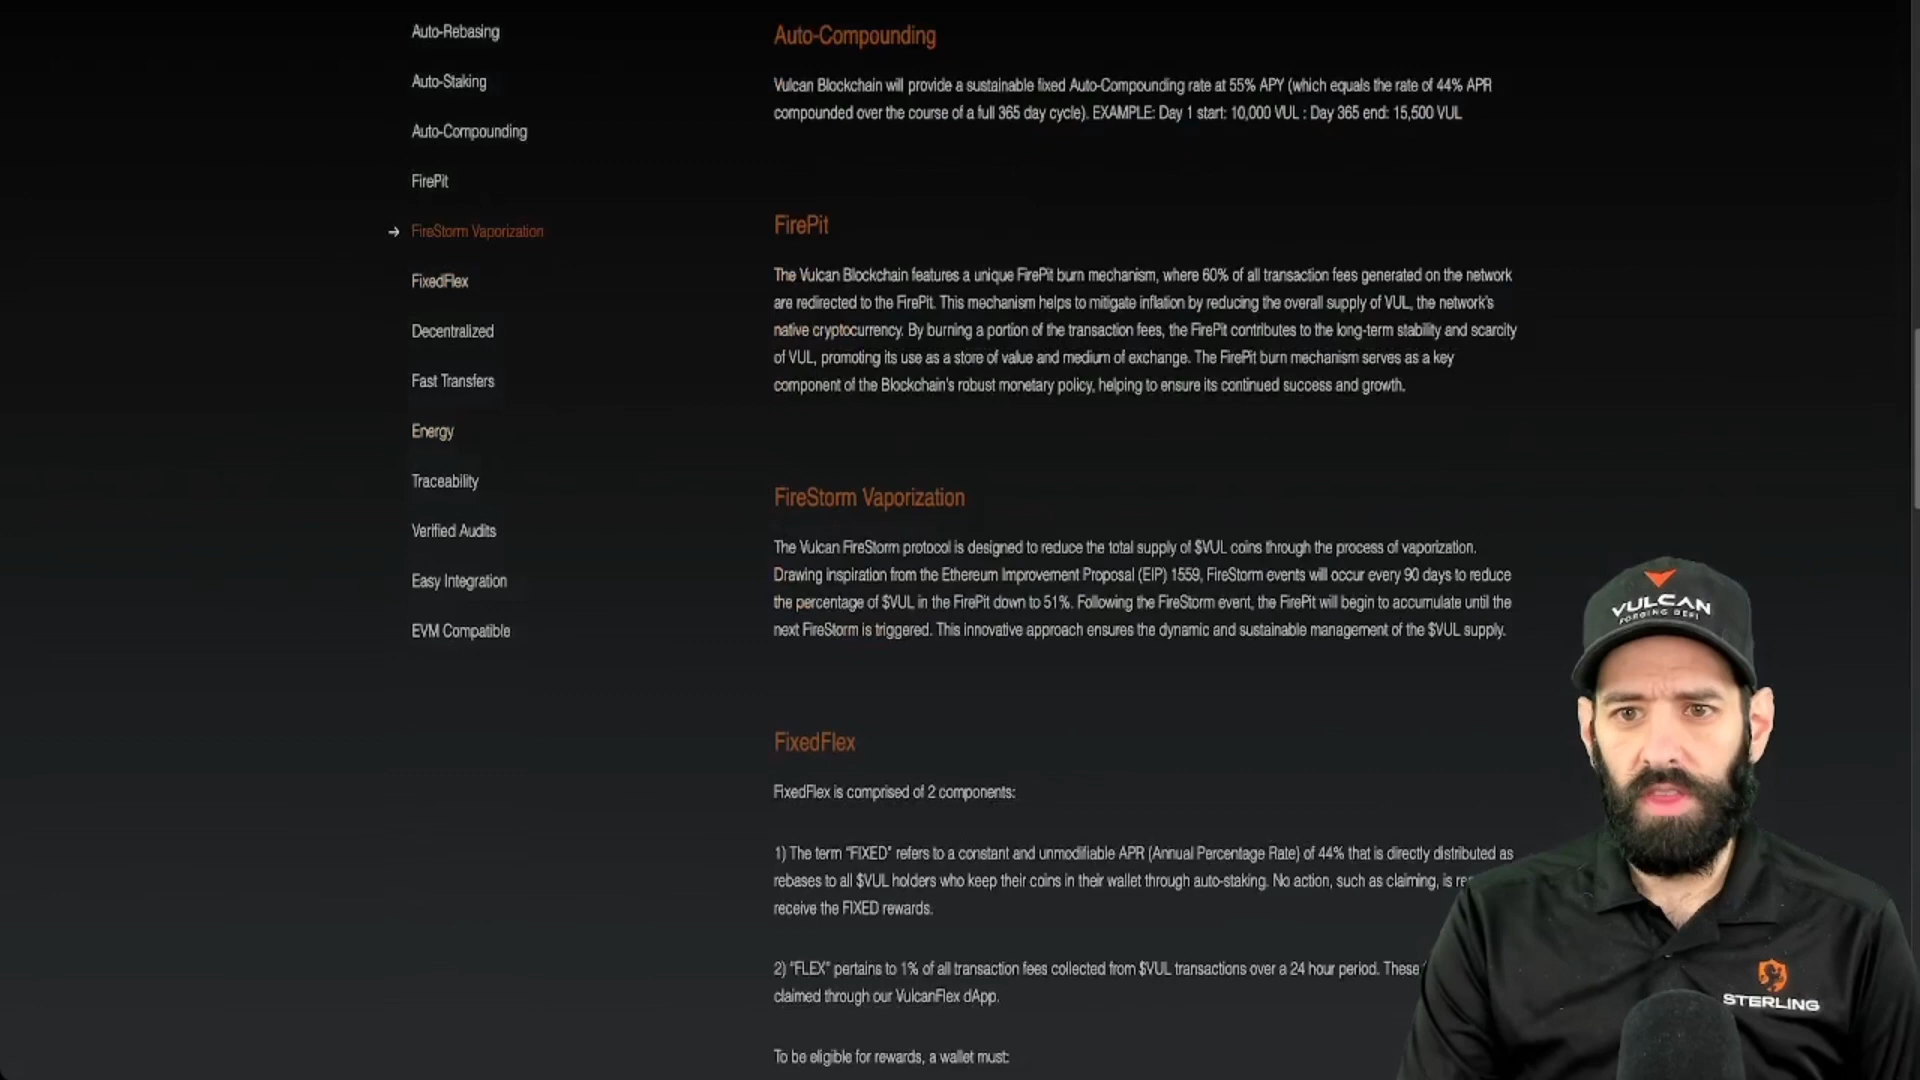 Auto-Rebasing
Auto-Staking
Auto-Compounding
FirePit
→ FireStorm Vaporization
FixedFlex
Decentralized
Fast Transfers
Energy
Traceability
Verified Audits
Easy Integration
EVM Compatible
Auto-Compounding
Vulcan Blockchain will provide a sustainable fixed Auto-Compounding rate at 55% APY (which equals the rate of 44% APR
compounded over the course of a full 365 day cycle). EXAMPLE: Day 1 start: 10,000 VUL : Day 365 end: 15,500 VUL
FirePit
The Vulcan Blockchain features a unique FirePit burn mechanism, where 60% of all transaction fees generated on the network
are redirected to the FirePit. This mechanism helps to mitigate inflation by reducing the overall supply of VUL, the network's
native cryptocurrency. By burning a portion of the transaction fees, the FirePit contributes to the long-term stability and scarcity
of VUL, promoting its use as a store of value and medium of exchange. The FirePit burn mechanism serves as a key
component of the Blockchain's robust monetary policy, helping to ensure its continued success and growth.
FireStorm Vaporization
The Vulcan FireStorm protocol is designed to reduce the total supply of $VUL coins through the process of vaporization.
Drawing inspiration from the Ethereum Improvement Proposal (EIP) 1559, FireStorm events will occur every 90 days to reduce
the percentage of $VUL in the FirePit down to 51%. Following the FireStorm event, the FirePit will begin to accumulate until the
next FireStorm is triggered. This innovative approach ensures the dynamic and sustainable management of the $VUL supply.
FixedFlex
FixedFlex is comprised of 2 components:
1) The term "FIXED" refers to a constant and unmodifiable APR (Annual Percentage Rate) of 44% that is directly distributed as
rebases to all $VUL holders who keep their coins in their wallet through auto-staking. No action, such as claiming, is
receive the FIXED rewards.
2) "FLEX" pertains to 1% of all transaction fees collected from $VUL transactions over a 24 hour period. These
claimed through our VulcanFlex dApp.
To be eligible for rewards, a wallet must:
VULCAN
FORGING DEFI
STERLING